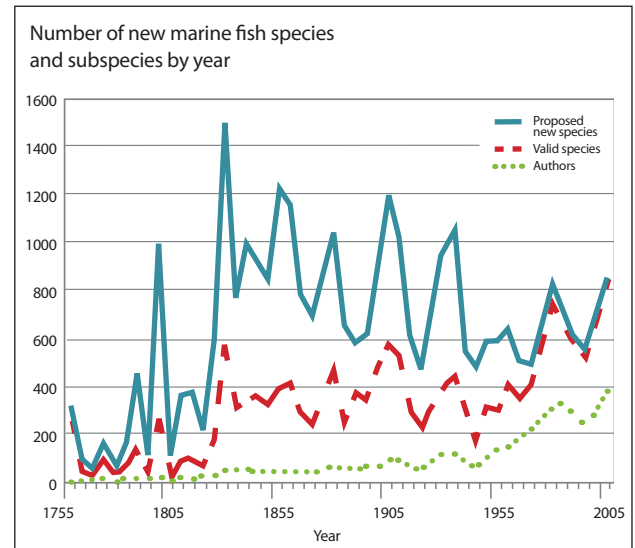 Number of new marine fish species
and subspecies by year
1600
1400
1200
1000
800
600
400
200
0
Proposed
new species
Valid species
Authors
1755
1805
1855
1905
1955
2005
Year